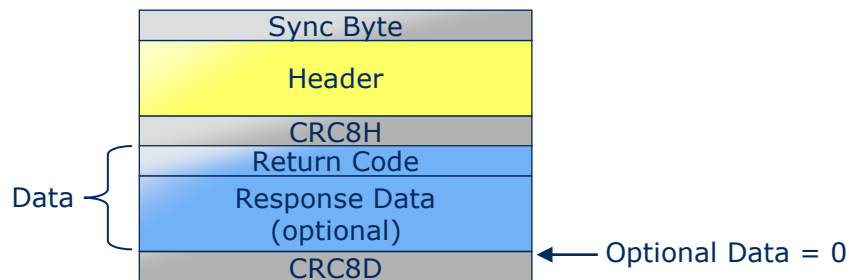 Sync Byte
Header
CRC8H
Return Code
Data
Response Data
(optional)
Optional Data = 0
CRC8D